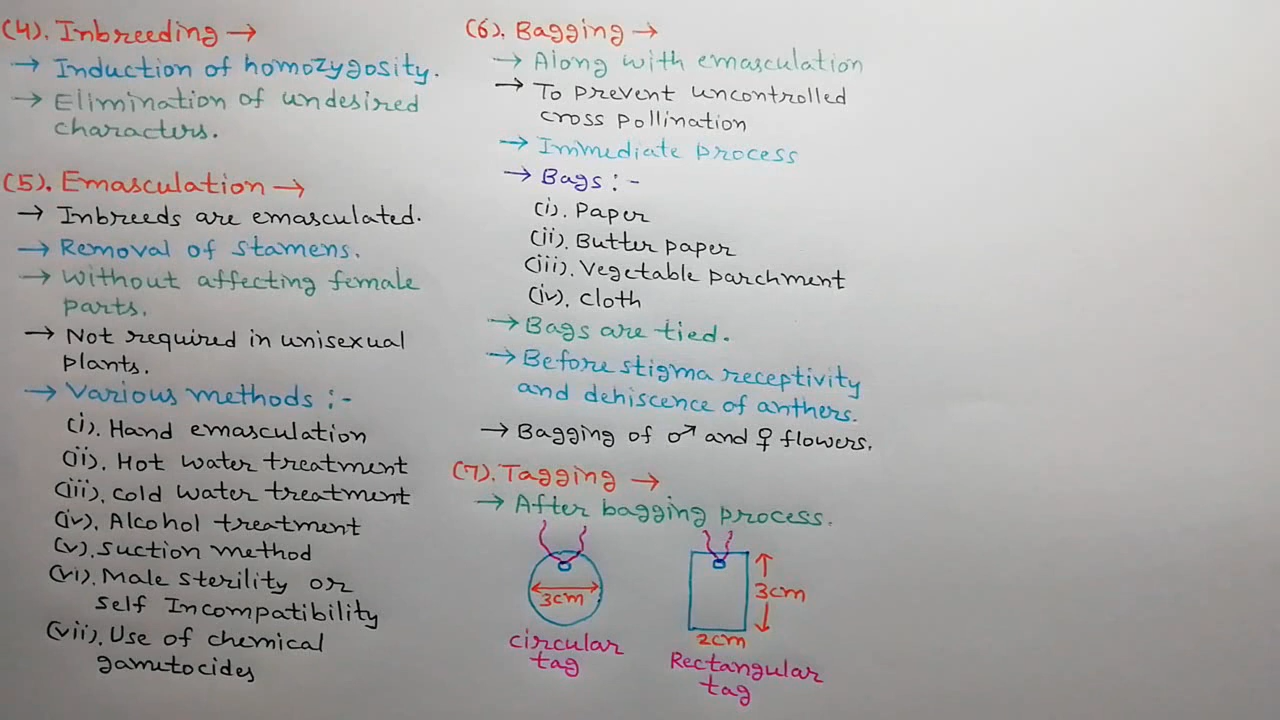 (4). Inbreeding →
→ Induction of homozygosity.
→ Elimination of undesired
characters.
(5). Emasculation →
→ Inbreeds are emasculated.
→ Removal of stamens.
→ Without affecting female
parts.
→ Not required in unisexual
plants.
→ Various methods :-
(i). Hand emasculation
(ii). Hot water treatment
(iii). Cold water treatment
(iv). Alcohol treatment
(v). Suction method
(vi). Male sterility or
self Incompatibility
(vii). Use of chemical
gamutocides
(6). Bagging →
→ Along with emasculation
→ To prevent uncontrolled
cross pollination
→ Immediate process
→ Bags :-
(i). Paper
(ii). Butter paper
(iii). Vegetable parchment
(iv). Cloth
→ Bags are tied.
→ Before stigma receptivity
and dehiscence of anthers.
→ Bagging of ♂ and ♀ flowers.
(7). Tagging →
→ After bagging process.
3cm
circular
tag
3cm
2cm
Rectangular
tag